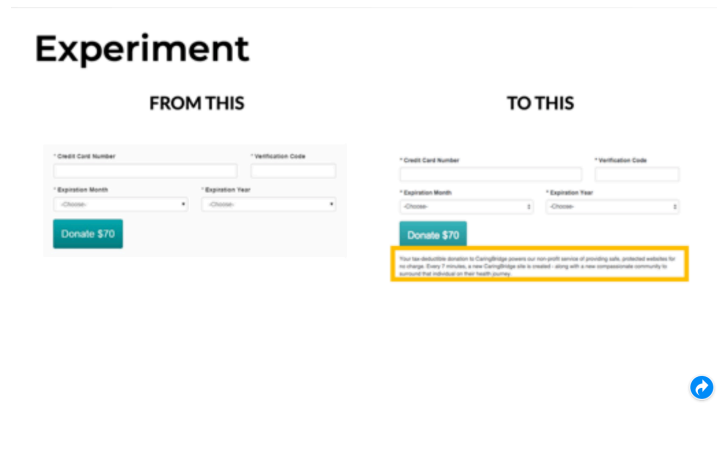 Experiment
FROM THIS
TO THIS
* Credit Card Number
* Verification Code
* Expiration Month
* Expiration Year
-Choose-
-Choose-
Donate $70
* Credit Card Number
* Verification Code
* Expiration Month
* Expiration Year
-Choose-
-Choose-
Donate $70
Your tax-deductible donation to CaringBridge powers our non-profit service of providing safe, protected websites for
no charge. Every 7 minutes, a new CaringBridge site is created - along with a new compassionate community to
surround that individual on their health journey.